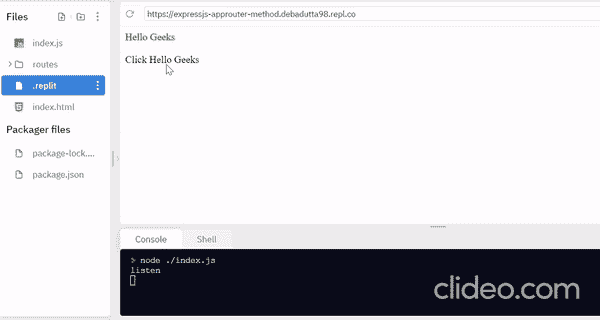 Files
index.js
routes
.replit
index.html
Packager files
package-lock....
package.json
https://expressjs-approuter-method.debadutta98.repl.co
Hello Geeks
Click Hello Geeks
Console Shell
> node ./index.js
listen
clideo.com